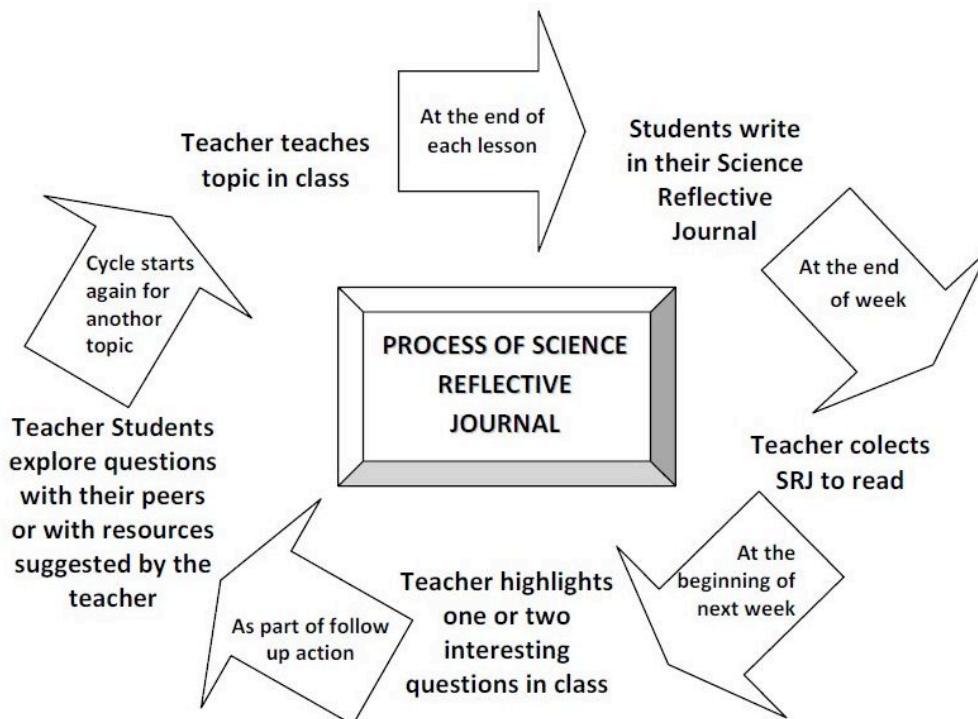 Teacher teaches
topic in class
At the end of
each lesson
Students write
in their Science
Reflective
Journal
At the end
of week
Teacher colects
SRJ to read
At the
beginning of
next week
Teacher highlights
one or two
interesting
questions in class
As part of follow
up action
Teacher Students
explore questions
with their peers
or with resources
suggested by the
teacher
Cycle starts
again for
anothor
topic
PROCESS OF SCIENCE
REFLECTIVE
JOURNAL